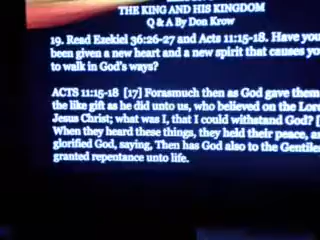 THE KING AND HIS KINGDOM
Q & A By Don Krow
19. Read Ezekiel 36:26-27 and Acts 11:15-18. Have you
been given a new heart and a new spirit that causes yo
to walk in God's ways?
ACTS 11:15-18 [17] Forasmuch then as God gave them
the like gift as he did unto us, who believed on the Lor
Jesus Christ; what was I, that I could withstand God? [
When they heard these things, they held their peace, a
glorified God, saying, Then has God also to the Gentile
granted repentance unto life.